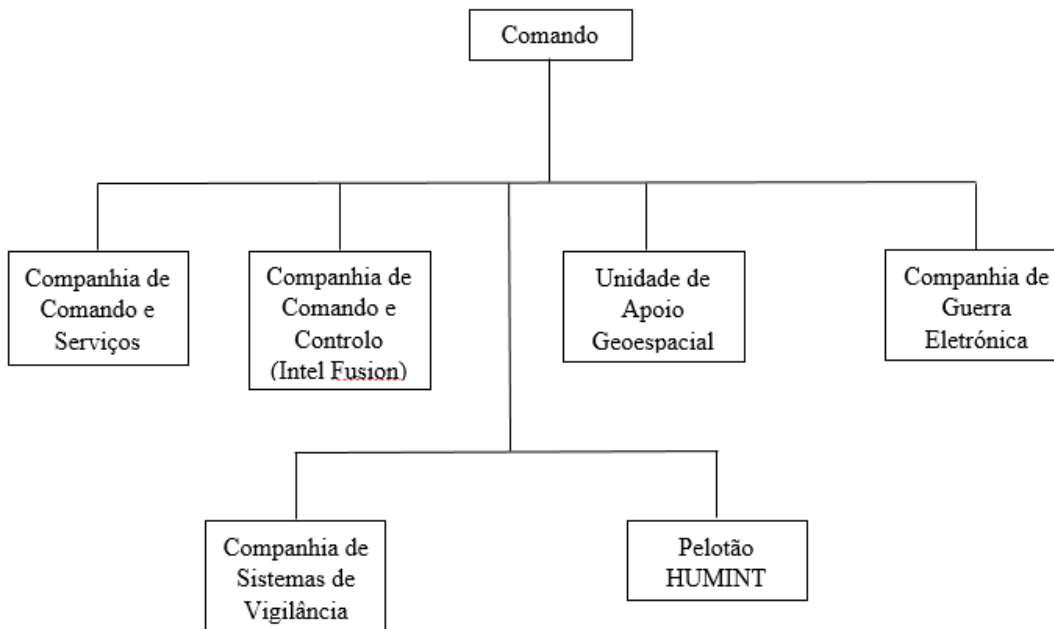 Comando
Companhia de
Comando e
Serviços
Companhia de
Comando e
Controlo
(Intel Fusion)
Unidade de
Apoio
Geoespacial
Companhia de
Guerra
Eletrónica
Companhia de
Sistemas de
Vigilância
Pelotão
HUMINT